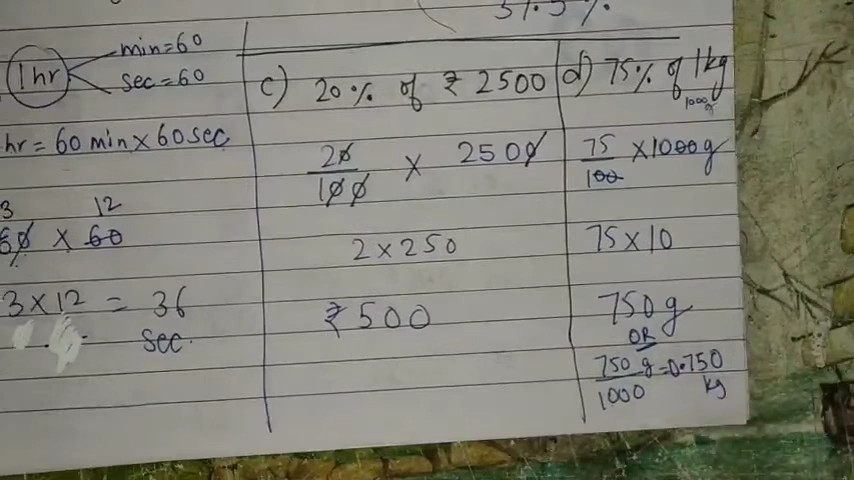 min=60
1hr
sec=60
hr = 60 min × 60 sec
3 12
60 × 60
3 × 12 = 36
sec.
c) 20% of ₹ 2500
20/100 × 2500
2 × 250
₹ 500
d) 75% of 1kg
1000g
75/100 × 1000g
75 × 10
750g
OR
750 g/1000 = 0.750 kg